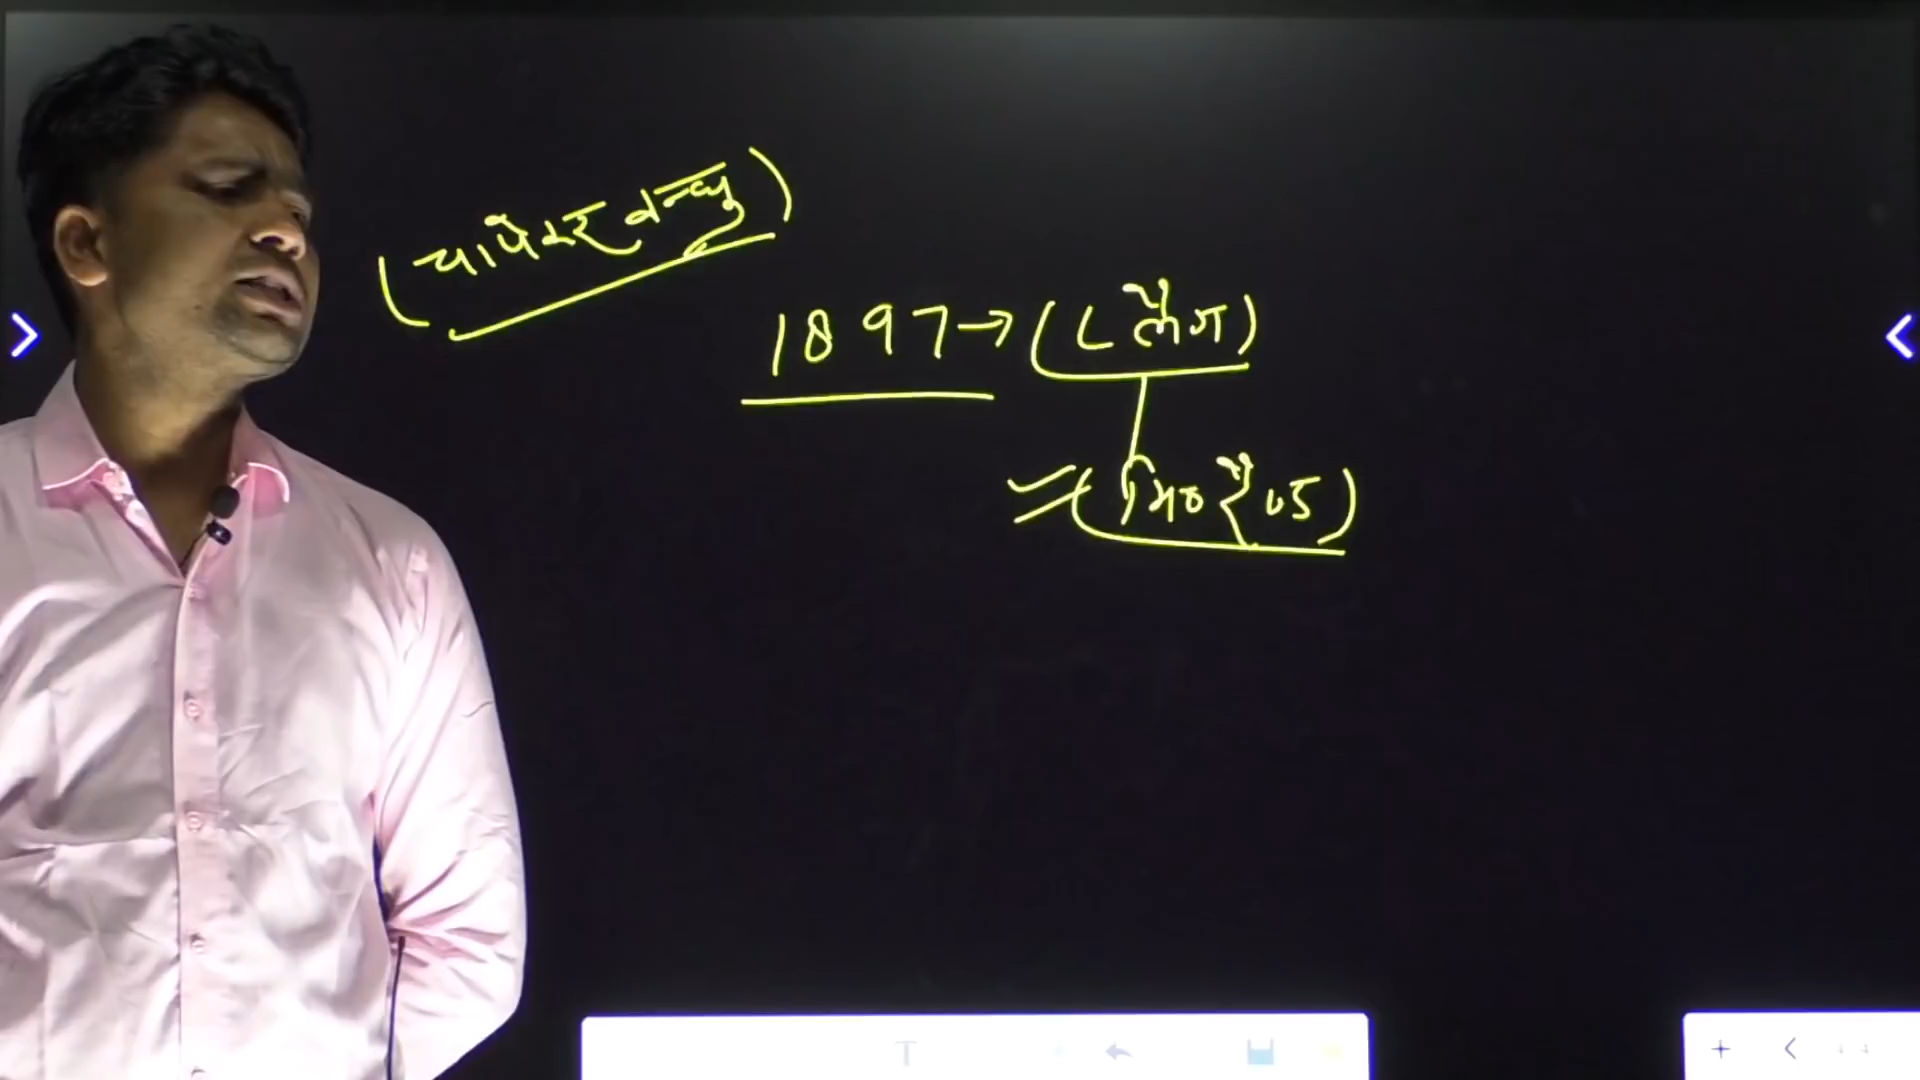 (चापेकर बन्धु)
1897 → (प्लैग)
(मि० रैण्ड)